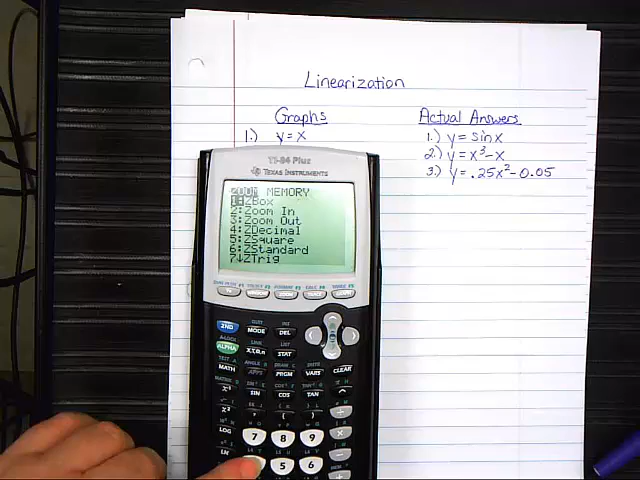 Linearization
Graphs
1.) y = x
Actual Answers
1.) y = sin x
2.) y = x³-x
3.) y = .25x² - 0.05
TI-84 Plus
TEXAS INSTRUMENTS
ZOOM MEMORY
1:ZBox
2:Zoom In
3:Zoom Out
4:ZDecimal
5:ZSquare
6:ZStandard
7↓ZTrig
2ND MODE DEL
ALPHA X,T,θ,n STAT
MATH APPS PRGM VARS CLEAR
SIN COS TAN ^
x² , ( )
LOG 7 8 9 ×
LN 5 6 −